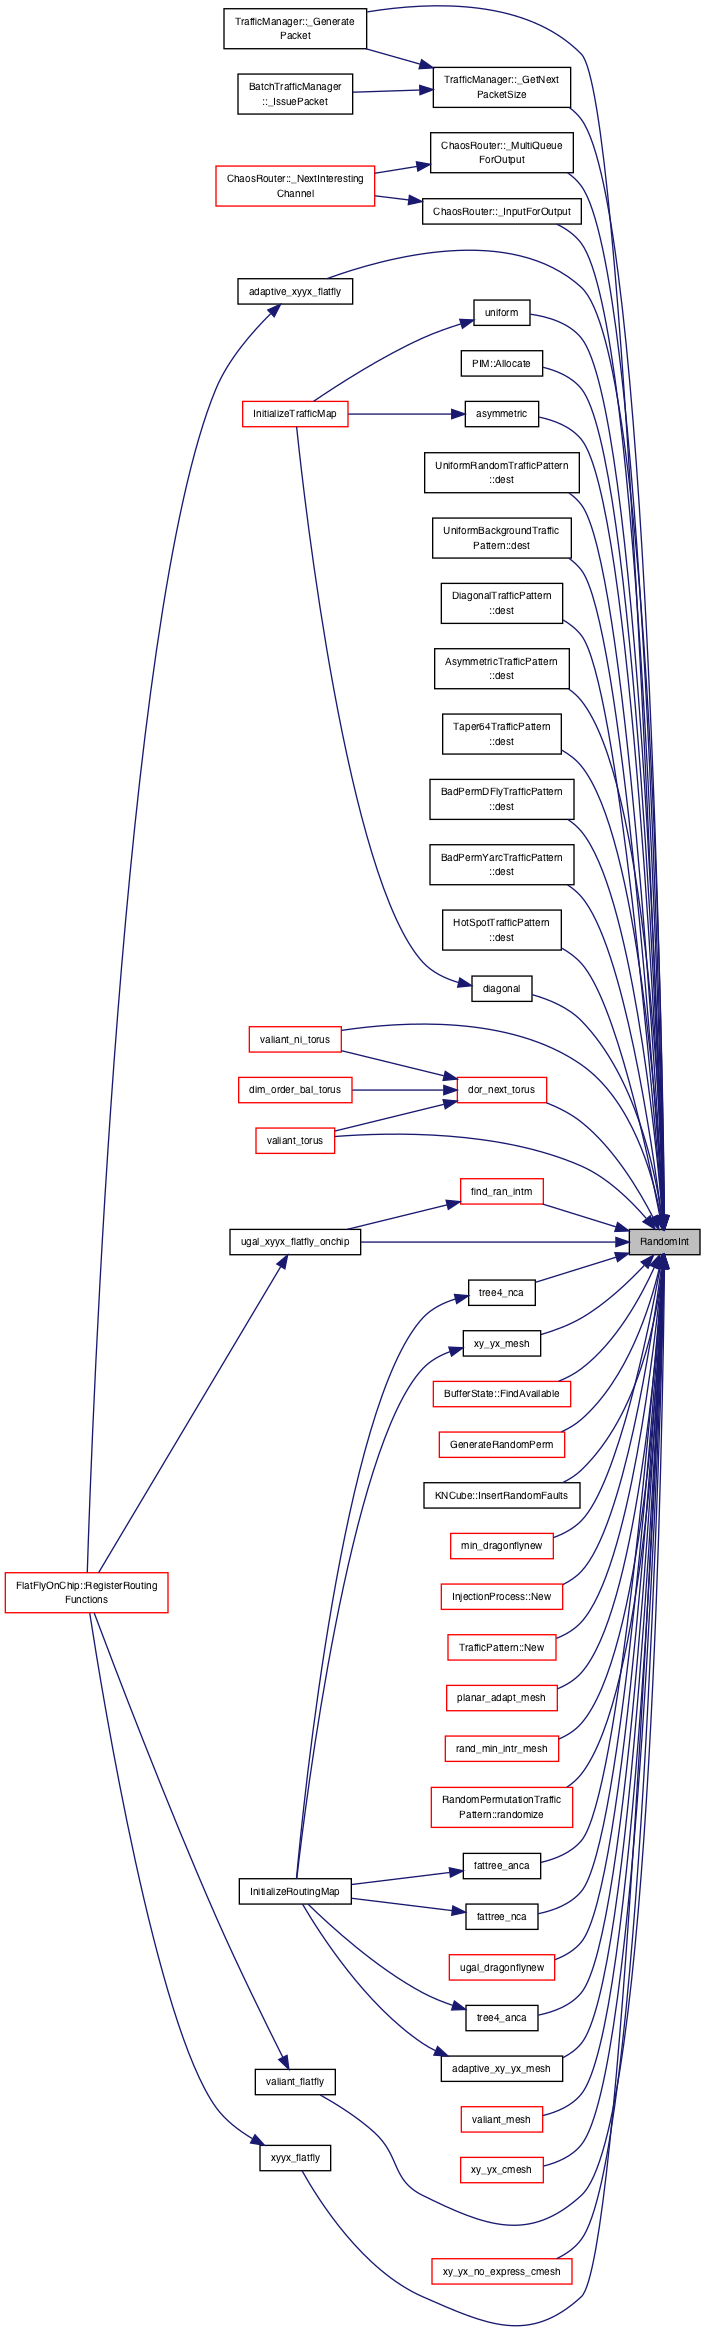 TrafficManager::_Generate
Packet
TrafficManager::_GetNext
PacketSize
BatchTrafficManager
::_IssuePacket
ChaosRouter::_MultiQueue
ForOutput
ChaosRouter::_NextInteresting
Channel
ChaosRouter::_InputForOutput
adaptive_xyyx_flatfly
uniform
PIM::Allocate
InitializeTrafficMap
asymmetric
UniformRandomTrafficPattern
::dest
UniformBackgroundTraffic
Pattern::dest
DiagonalTrafficPattern
::dest
AsymmetricTrafficPattern
::dest
Taper64TrafficPattern
::dest
BadPermDFlyTrafficPattern
::dest
BadPermYarcTrafficPattern
::dest
HotSpotTrafficPattern
::dest
diagonal
valiant_ni_torus
dim_order_bal_torus
dor_next_torus
valiant_torus
find_ran_intm
ugal_xyyx_flatfly_onchip
RandomInt
tree4_nca
xy_yx_mesh
BufferState::FindAvailable
GenerateRandomPerm
KNCube::InsertRandomFaults
min_dragonflynew
FlatFlyOnChip::RegisterRouting
Functions
InjectionProcess::New
TrafficPattern::New
planar_adapt_mesh
rand_min_intr_mesh
RandomPermutationTraffic
Pattern::randomize
fattree_anca
InitializeRoutingMap
fattree_nca
ugal_dragonflynew
tree4_anca
adaptive_xy_yx_mesh
valiant_flatfly
valiant_mesh
xyyx_flatfly
xy_yx_cmesh
xy_yx_no_express_cmesh